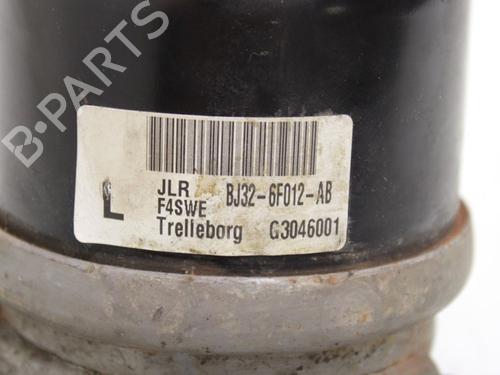 B-PARTS
JLR BJ32-6F012-AB
L F4SWE
Trelleborg G3046001